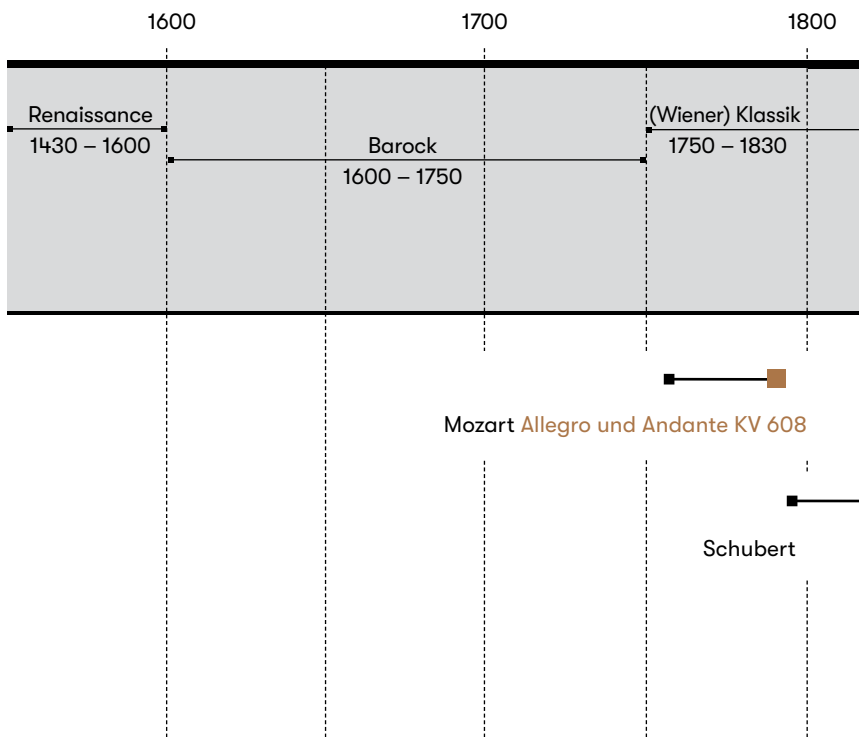 1600 1700 1800
Renaissance
1430 – 1600
Barock
1600 – 1750
(Wiener) Klassik
1750 – 1830
Mozart Allegro und Andante KV 608
Schubert